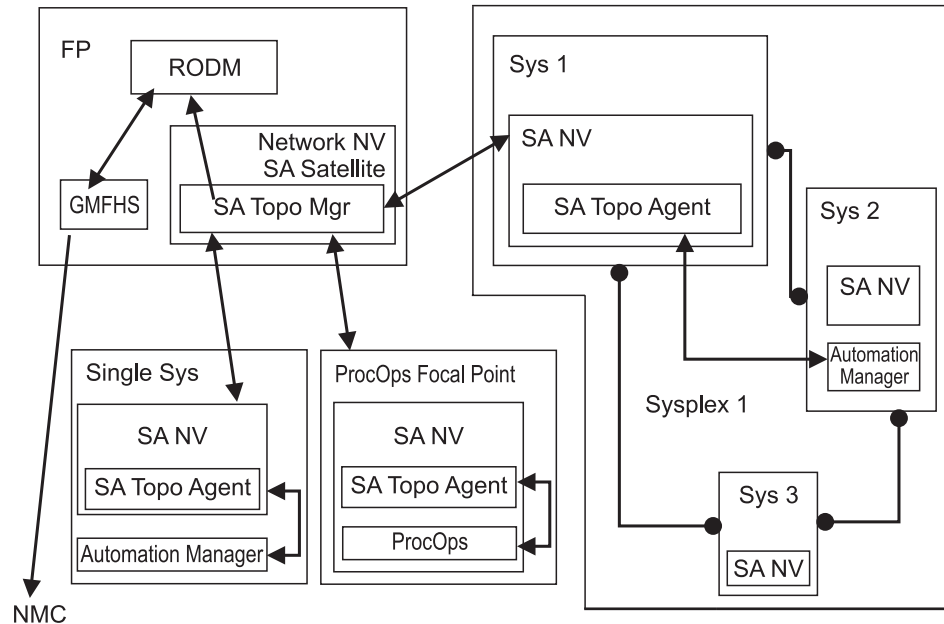 FP
RODM
Network NV
SA Satellite
GMFHS
SA Topo Mgr
Sys 1
SA NV
SA Topo Agent
Sys 2
SA NV
Automation
Manager
Sysplex 1
Sys 3
SA NV
Single Sys
SA NV
SA Topo Agent
Automation Manager
ProcOps Focal Point
SA NV
SA Topo Agent
ProcOps
NMC